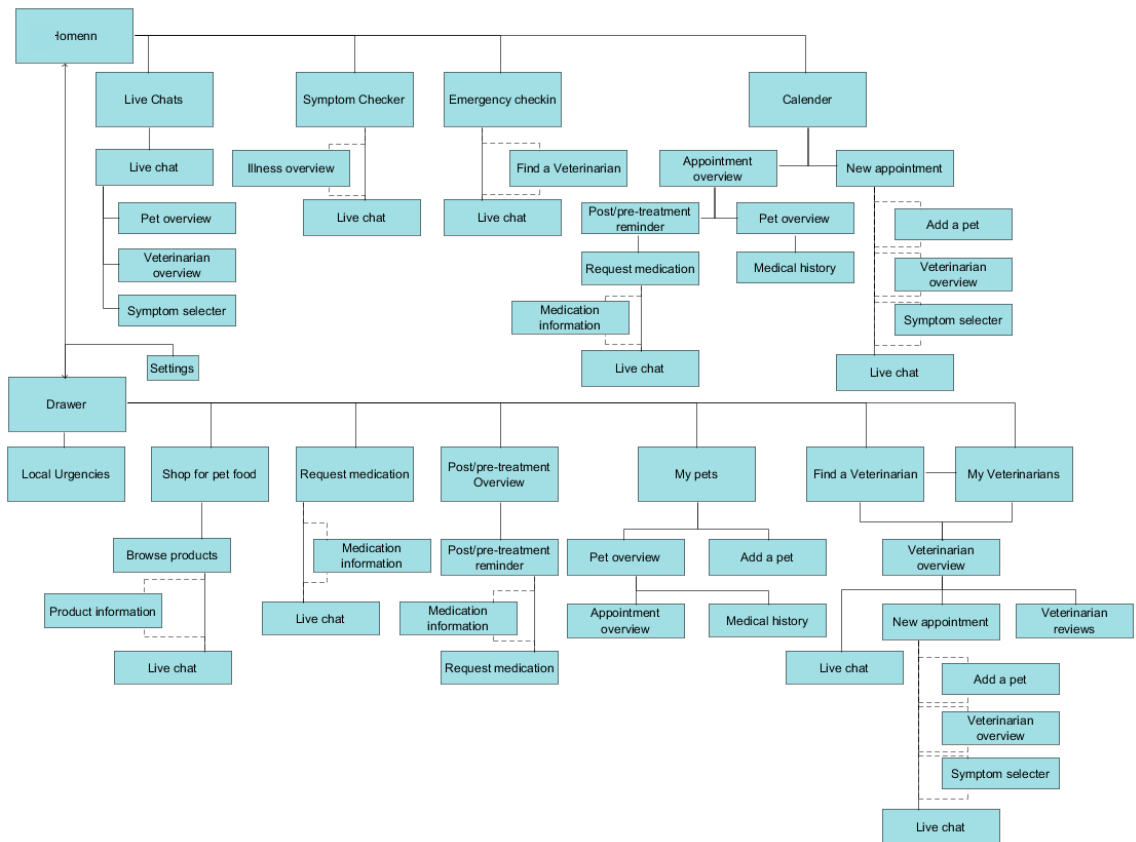 Homenn
Live Chats
Symptom Checker
Emergency checkin
Calender
Live chat
Illness overview
Find a Veterinarian
Appointment
overview
New appointment
Pet overview
Live chat
Live chat
Post/pre-treatment
reminder
Pet overview
Add a pet
Veterinarian
overview
Request medication
Medical history
Veterinarian
overview
Symptom selecter
Medication
information
Symptom selecter
Settings
Live chat
Live chat
Drawer
Local Urgencies
Shop for pet food
Request medication
Post/pre-treatment
Overview
My pets
Find a Veterinarian
My Veterinarians
Browse products
Medication
information
Post/pre-treatment
reminder
Pet overview
Add a pet
Veterinarian
overview
Product information
Live chat
Medication
information
Appointment
overview
Medical history
New appointment
Veterinarian
reviews
Live chat
Request medication
Live chat
Add a pet
Veterinarian
overview
Symptom selecter
Live chat